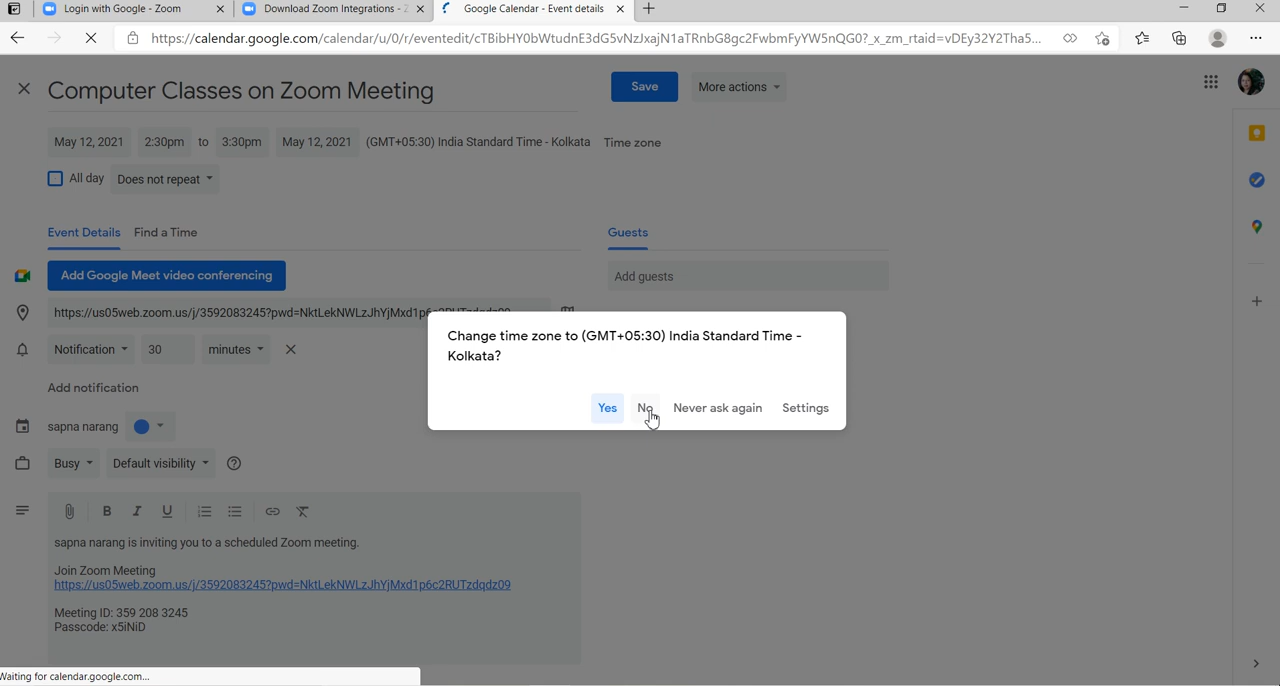 Login with Google - Zoom
Download Zoom Integrations - Z
Google Calendar - Event details
https://calendar.google.com/calendar/u/0/r/eventedit/cTBibHY0bWtudnE3dG5vNzJxajN1aTRnbG8gc2FwbmFyYW5nQG0?_x_zm_rtaid=vDEy32Y2Tha5...
Computer Classes on Zoom Meeting
Save
More actions
May 12, 2021 2:30pm to 3:30pm May 12, 2021 (GMT+05:30) India Standard Time - Kolkata Time zone
All day Does not repeat
Event Details Find a Time
Guests
Add Google Meet video conferencing
Add guests
https://us05web.zoom.us/j/3592083245?pwd=NktLekNWLzJhYjMxd1p6c2RUTzdqdz09
Change time zone to (GMT+05:30) India Standard Time -
Kolkata?
Yes No Never ask again Settings
Notification 30 minutes
Add notification
sapna narang
Busy Default visibility
B I U
sapna narang is inviting you to a scheduled Zoom meeting.
Join Zoom Meeting
https://us05web.zoom.us/j/3592083245?pwd=NktLekNWLzJhYjMxd1p6c2RUTzdqdz09
Meeting ID: 359 208 3245
Passcode: x5iNiD
Waiting for calendar.google.com...